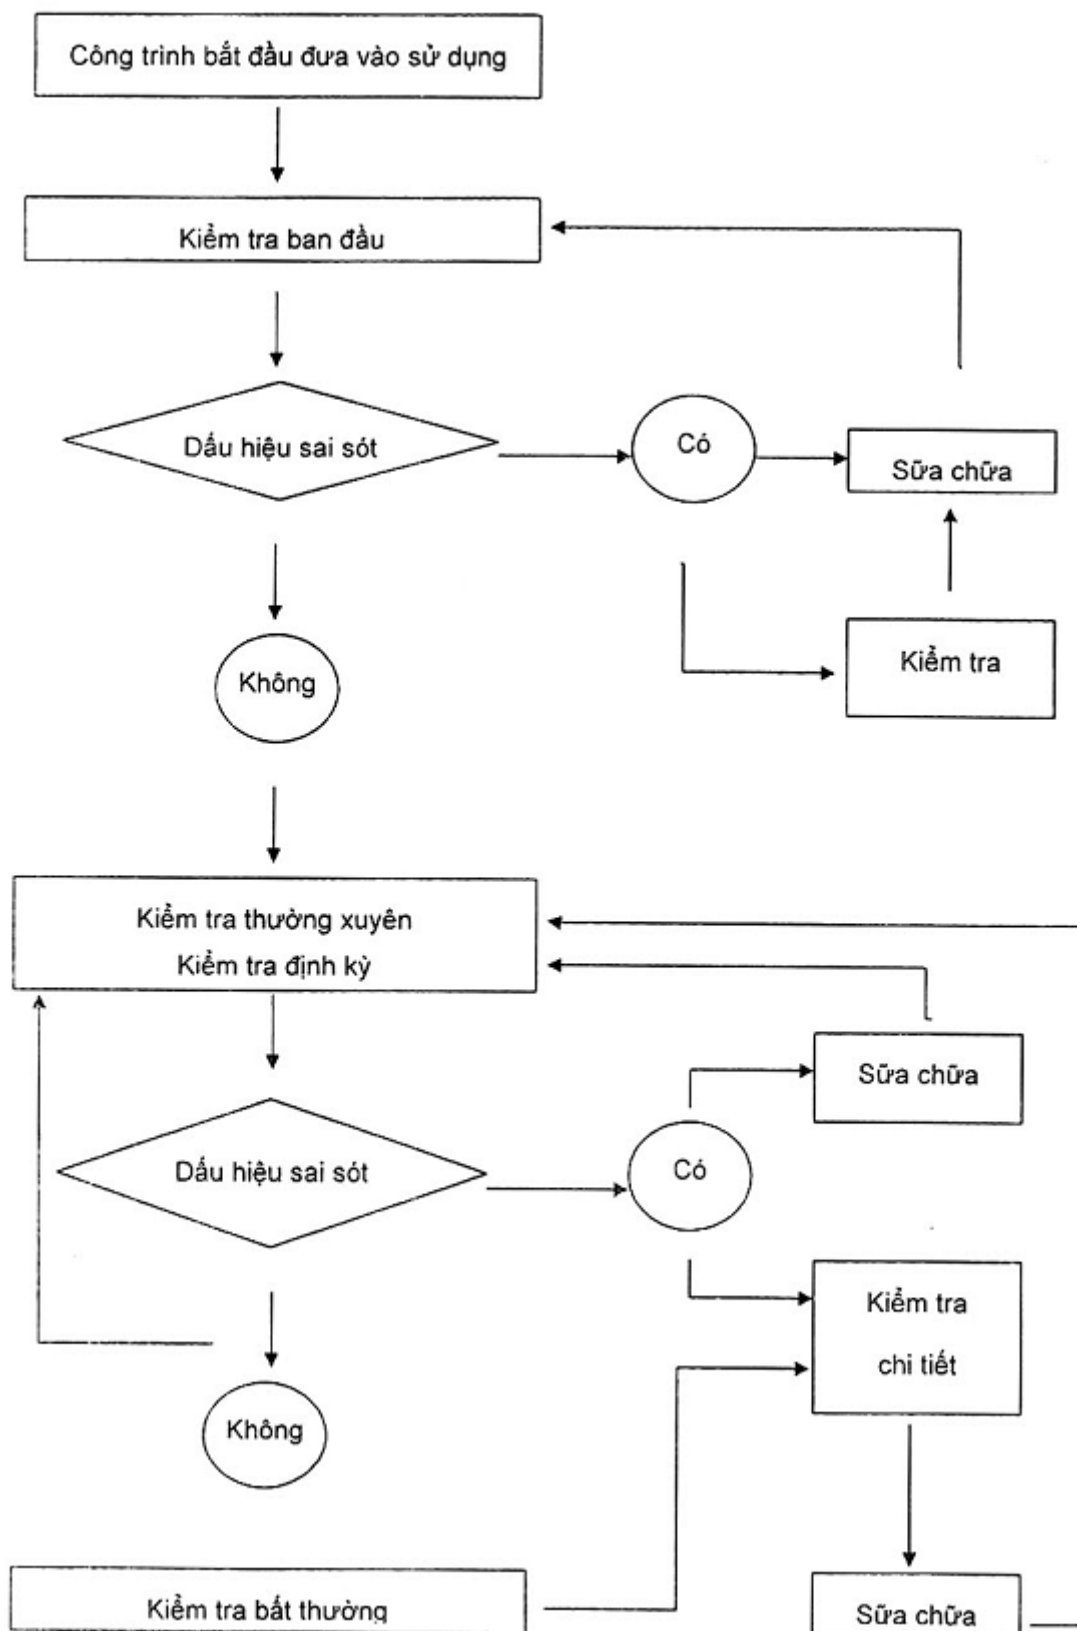 Công trình bắt đầu đưa vào sử dụng
Kiểm tra ban đầu
Dấu hiệu sai sót
Có
Sữa chữa
Không
Kiểm tra
Kiểm tra thường xuyên
Kiểm tra định kỳ
Sữa chữa
Dấu hiệu sai sót
Có
Kiểm tra
chi tiết
Không
Kiểm tra bất thường
Sữa chữa